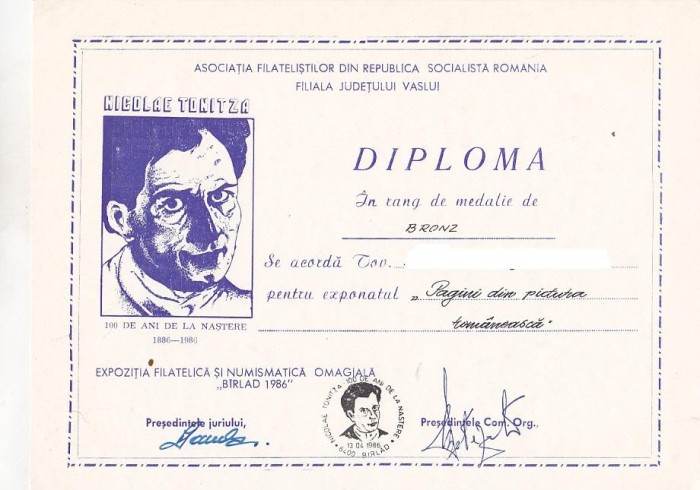 ASOCIAȚIA FILATELIȘTILOR DIN REPUBLICA SOCIALISTĂ ROMANIA
FILIALA JUDEȚULUI VASLUI
NICOLAE TONITZA
DIPLOMA
În rang de medalie de
BRONZ
Se acordă Tov.
pentru exponatul „Pagini din pictura
românească"
100 DE ANI DE LA NAȘTERE
1886—1986
EXPOZIȚIA FILATELICĂ ȘI NUMISMATICĂ OMAGIALĂ
„BÎRLAD 1986"
Președintele juriului,
NICOLAE TONITZA-100 DE ANI DE LA NAȘTERE
13 04 1986
6400 BÎRLAD
Președintele Com. Org.,